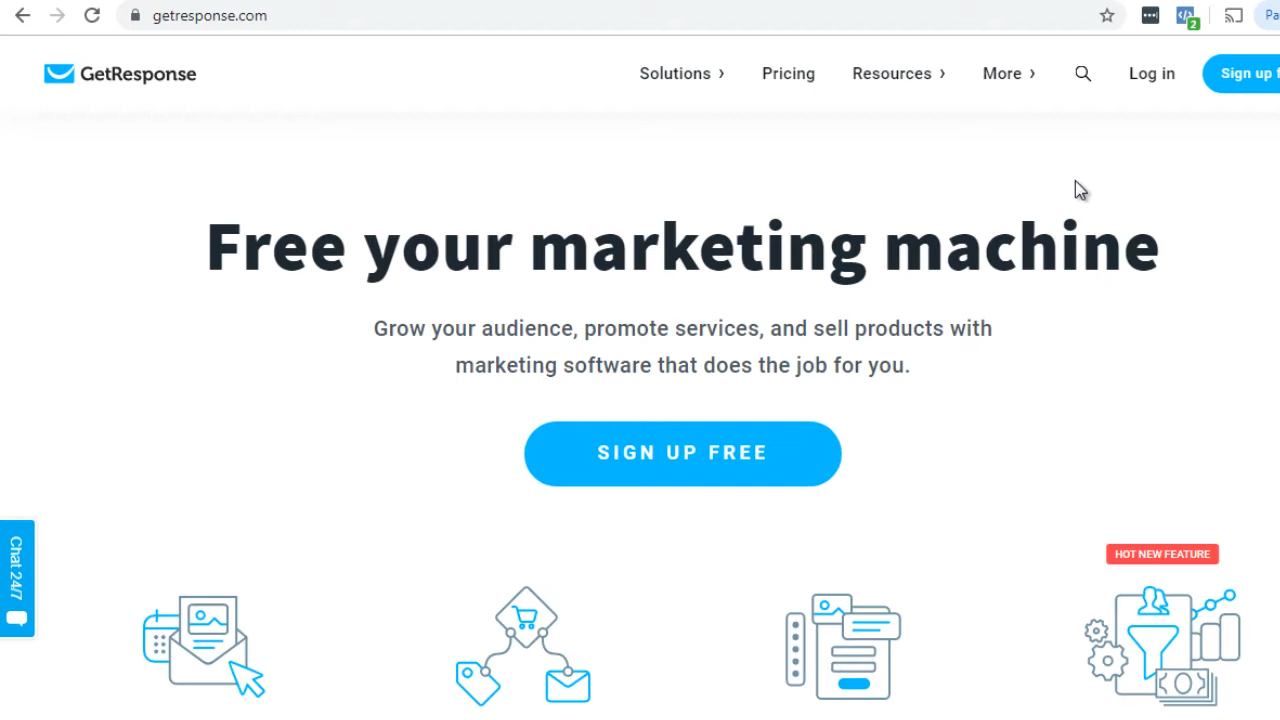 getresponse.com
2
Pa
GetResponse
Solutions › Pricing Resources › More › Log in Sign up f
Free your marketing machine
Grow your audience, promote services, and sell products with
marketing software that does the job for you.
SIGN UP FREE
Chat 24/7
HOT NEW FEATURE